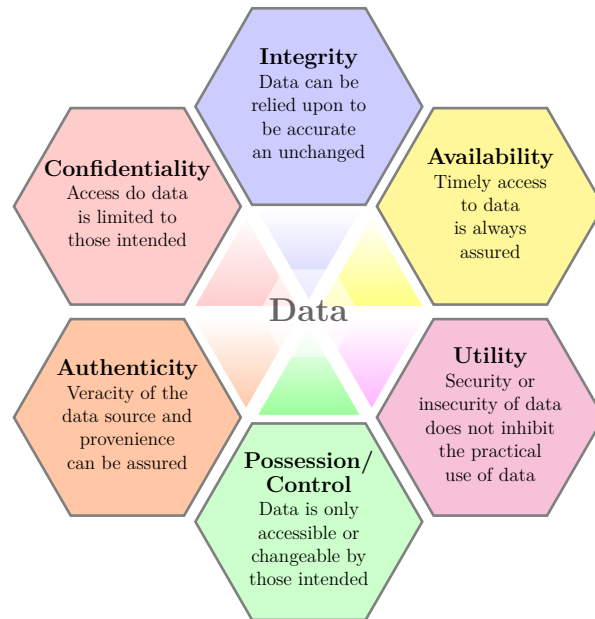 Integrity
Data can be
relied upon to
be accurate
an unchanged
Confidentiality
Access do data
is limited to
those intended
Availability
Timely access
to data
is always
assured
Data
Authenticity
Veracity of the
data source and
provenience
can be assured
Utility
Security or
insecurity of data
does not inhibit
the practical
use of data
Possession/
Control
Data is only
accessible or
changeable by
those intended